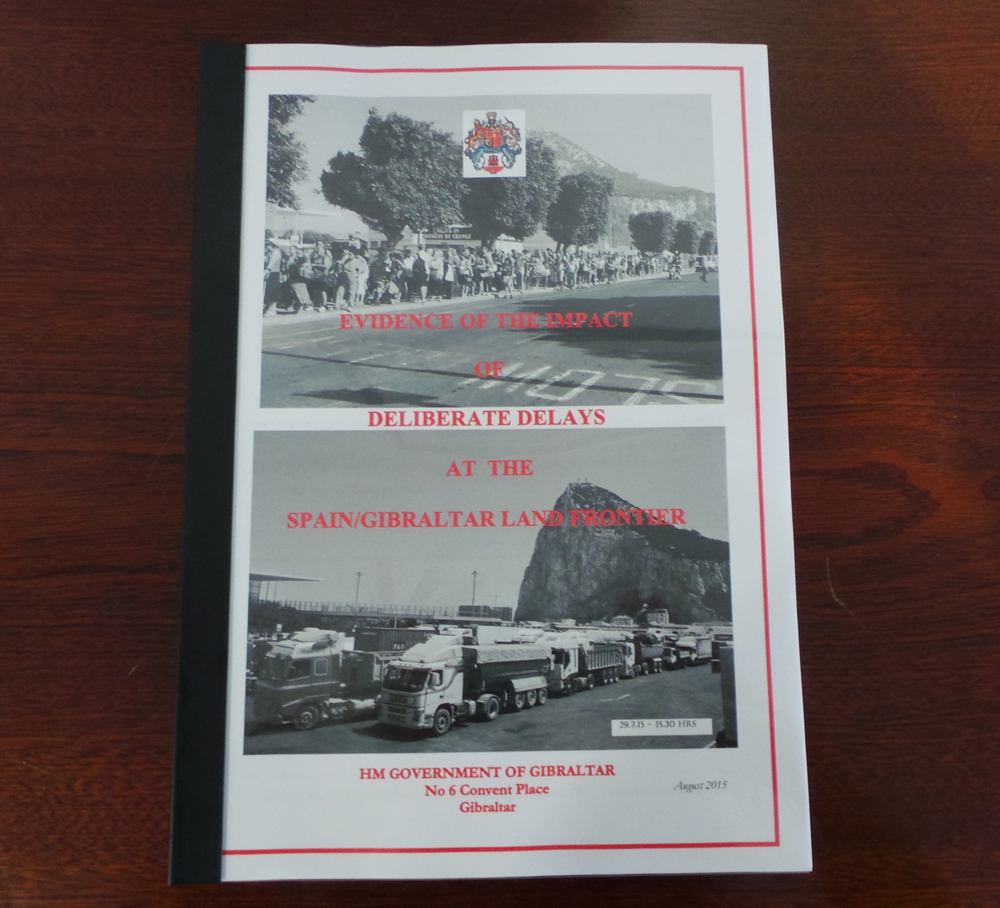 EVIDENCE OF THE IMPACT
OF
DELIBERATE DELAYS
AT THE
SPAIN/GIBRALTAR LAND FRONTIER
29.7.15 - 15.30 HRS
HM GOVERNMENT OF GIBRALTAR
No 6 Convent Place
Gibraltar
August 2015